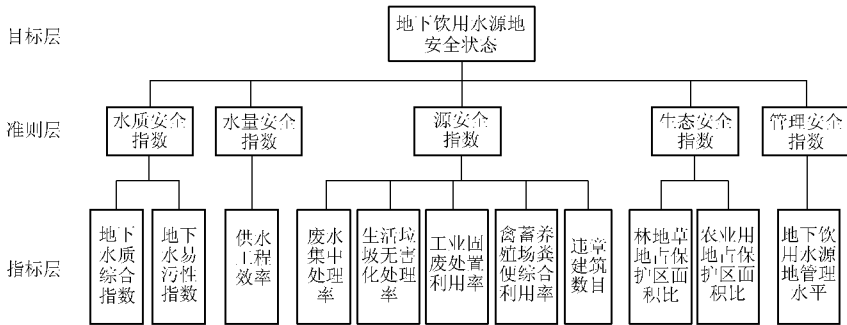 目标层
地下饮用水源地
安全状态
准则层
水质安全
指数
水量安全
指数
源安全
指数
生态安全
指数
管理安全
指数
指标层
地下
水质
综合
指数
地下
水易
污性
指数
供水
工程
效率
废水
集中
处理
率
生活垃
圾无害
化处理
率
工业固
废处置
利用率
禽畜养
殖场粪
便综合
利用率
违章
建筑
数目
林地草
地占保
护区面
积比
农业用
地占保
护区面
积比
地下饮
用水源
地管理
水平